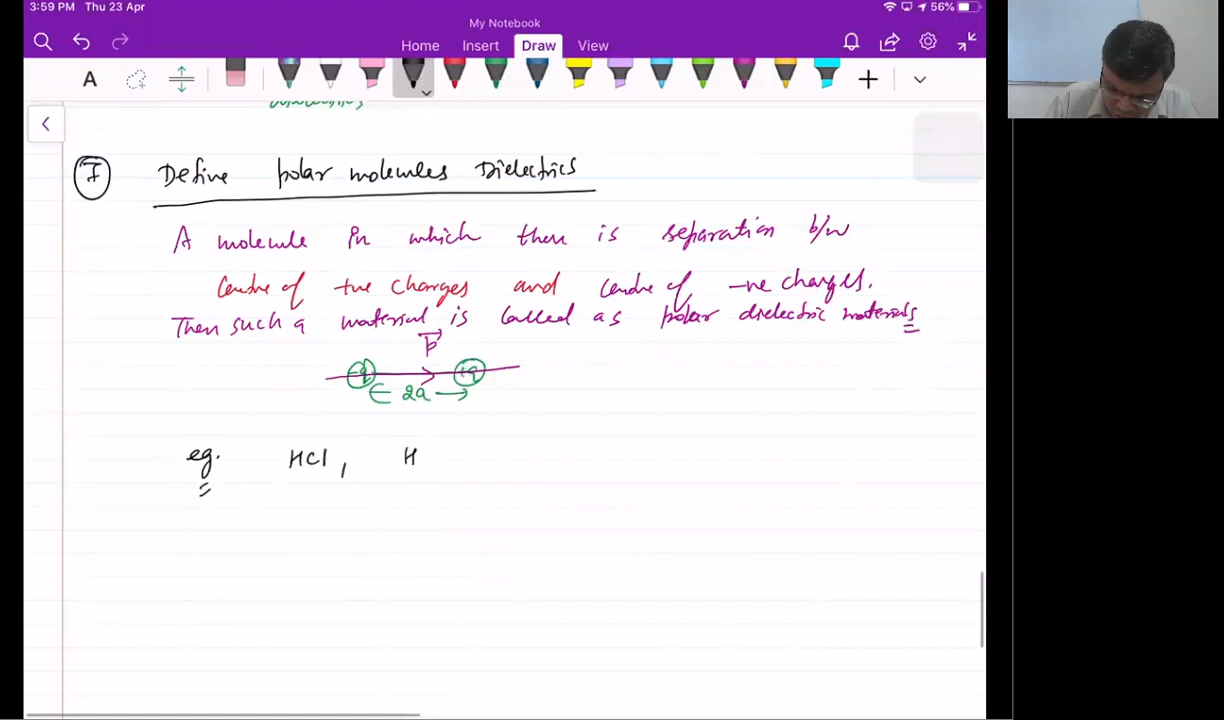 3:59 PM Thu 23 Apr
56%
My Notebook
Home Insert Draw View
A
7 Define polar molecules Dielectrics
A molecule in which there is separation b/w
Centre of +ve charges and centre of -ve charges.
Then such a material is called as polar dielectric materials
p
-q +q
2a
eg. HCl, H